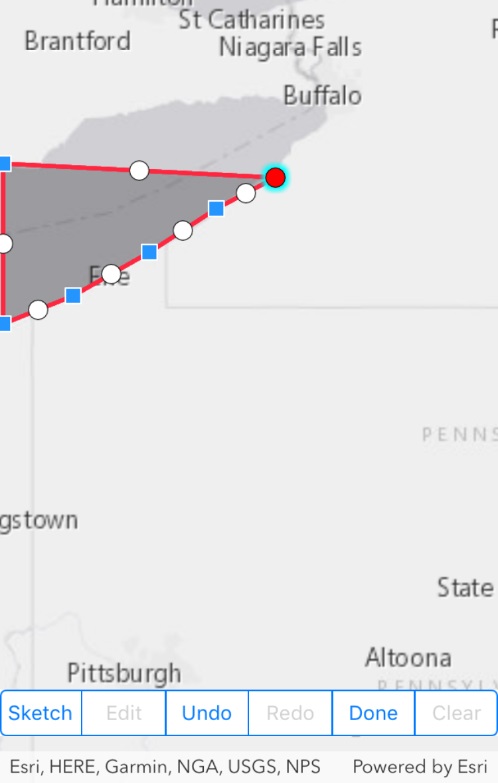 Hamilton
St Catharines
Brantford
Niagara Falls
Buffalo
Erie
PENNS
gstown
State
Altoona
Pittsburgh
PENNSYLV
Sketch Edit Undo Redo Done Clear
Esri, HERE, Garmin, NGA, USGS, NPS Powered by Esri